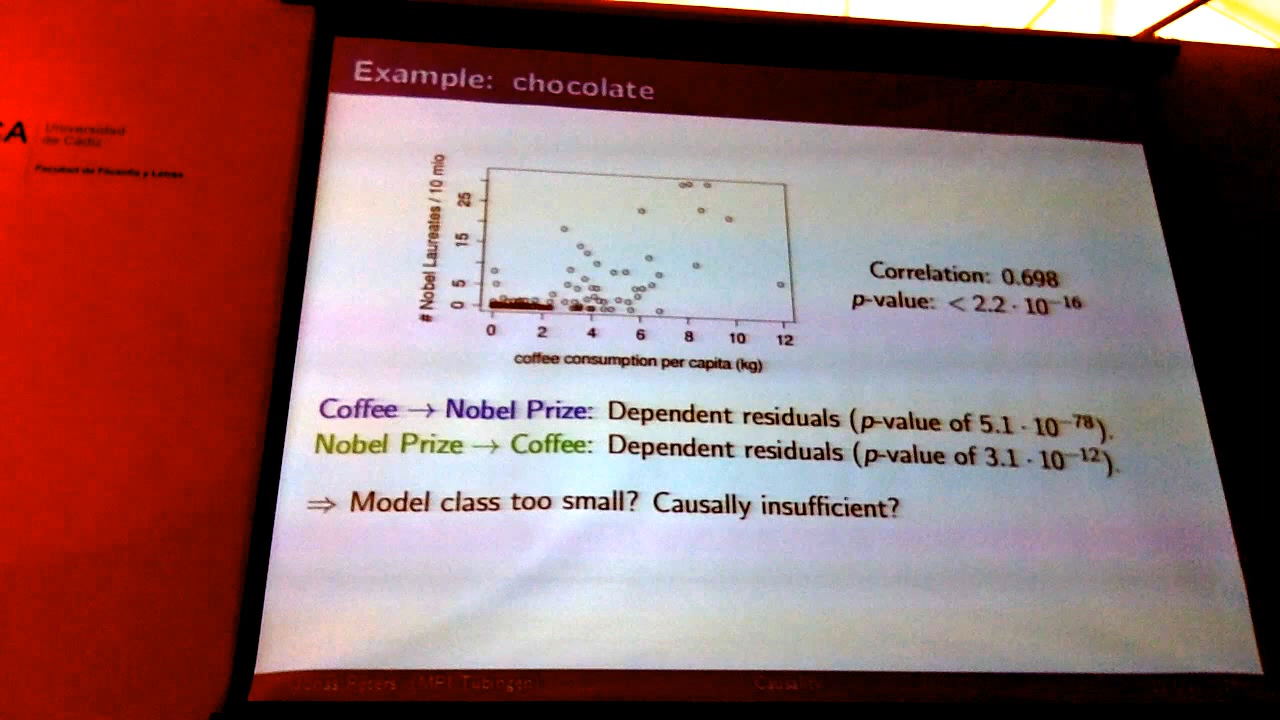 Example: chocolate
CA
Universidad
de Cádiz
Facultad de Filosofía y Letras
# Nobel Laureates / 10 mio
25
15
5
0
0 2 4 6 8 10 12
coffee consumption per capita (kg)
Correlation: 0.698
p-value: < 2.2 · 10⁻¹⁶
Coffee → Nobel Prize: Dependent residuals (p-value of 5.1 · 10⁻⁷⁸).
Nobel Prize → Coffee: Dependent residuals (p-value of 3.1 · 10⁻¹²).
⇒ Model class too small? Causally insufficient?
Jonas Peters (MPI Tübingen)
Causality